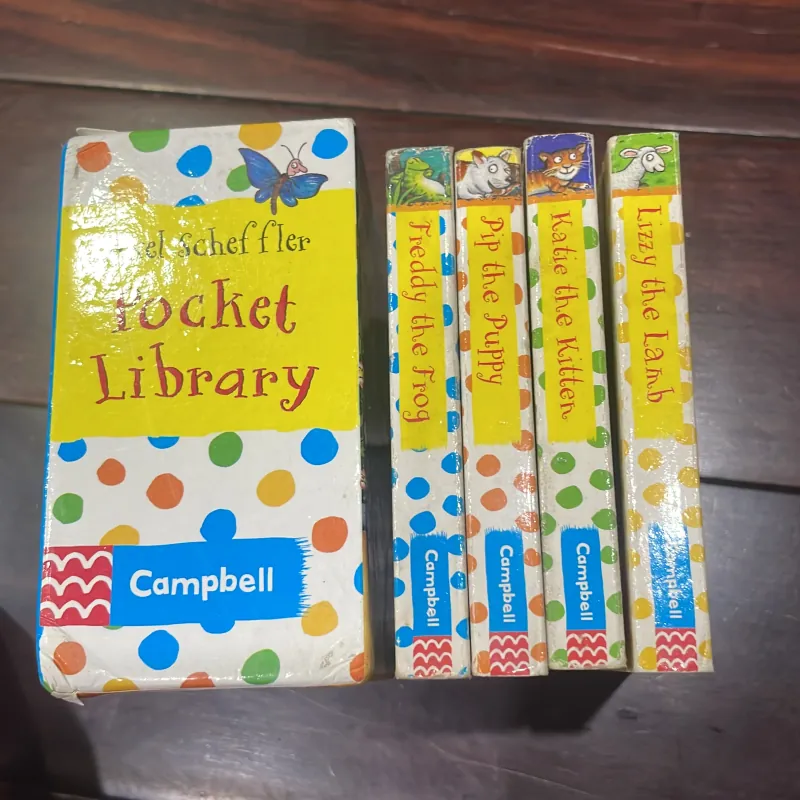 Scheffler
Pocket
Library
Campbell
Freddy the Frog
Campbell
Pip the Puppy
Campbell
Katie the Kitten
Campbell
Lizzy the Lamb
Campbell